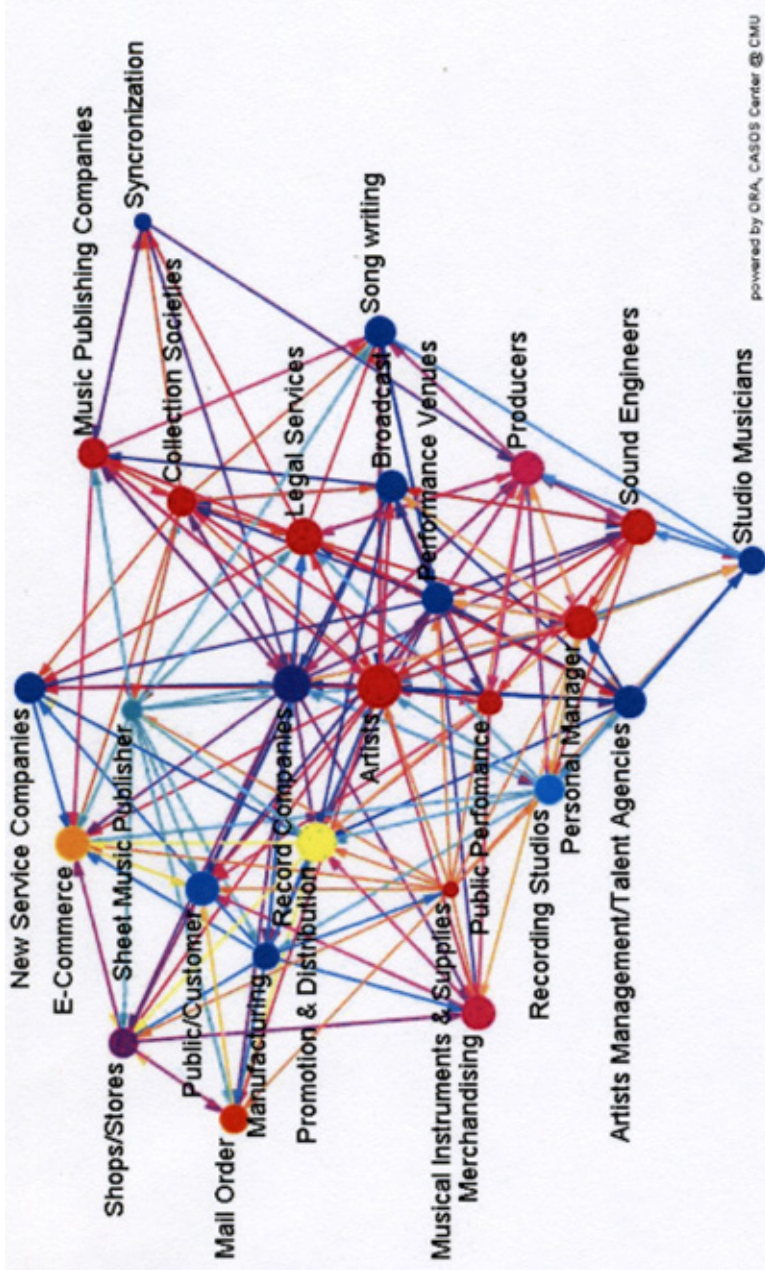 New Service Companies
E-Commerce
Music Publishing Companies
Shops/Stores
Sheet Music Publisher
Syncronization
Collection Societies
Public/Customer
Mail Order
Manufacturing
Record Companies
Legal Services
Promotion & Distribution
Artists
Song writing
Broadcast
Performance Venues
Musical Instruments & Supplies
Merchandising
Public Perfomance
Producers
Recording Studios
Personal Manager
Artists Management/Talent Agencies
Sound Engineers
Studio Musicians
powered by ORA, CASOS Center @ CMU